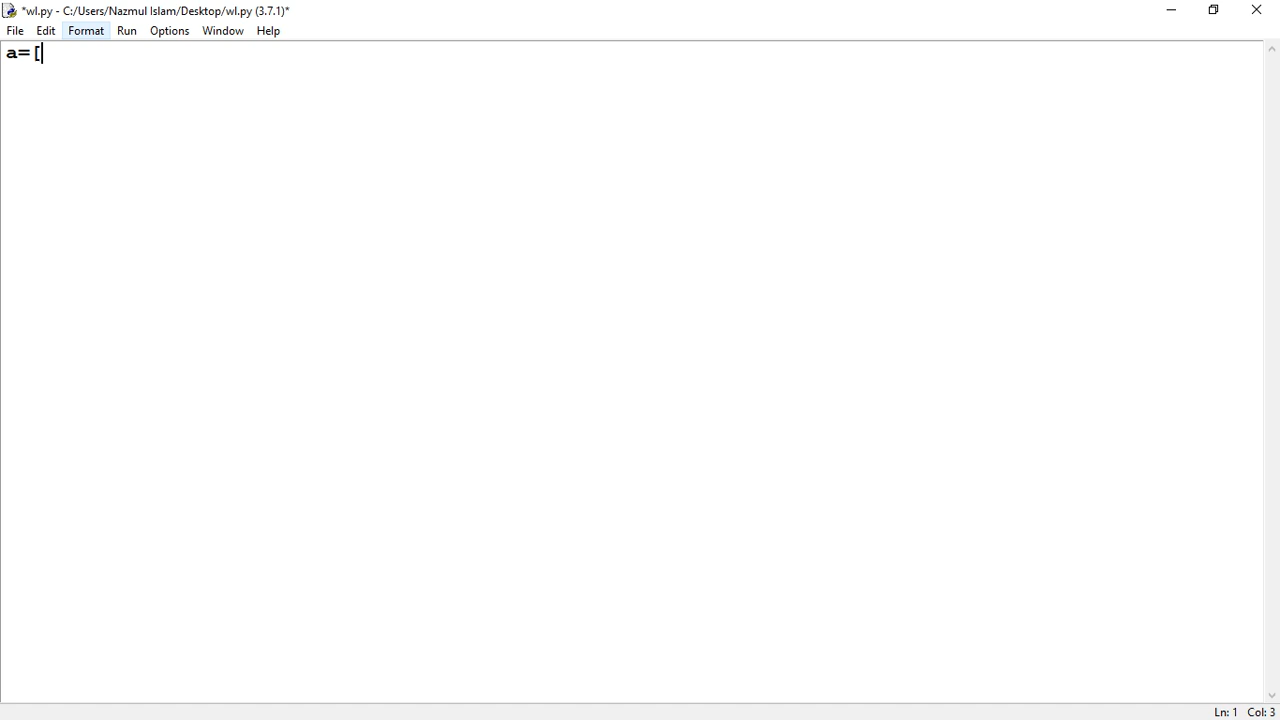 *wl.py - C:/Users/Nazmul Islam/Desktop/wl.py (3.7.1)*
File Edit Format Run Options Window Help
a=[
Ln: 1 Col: 3